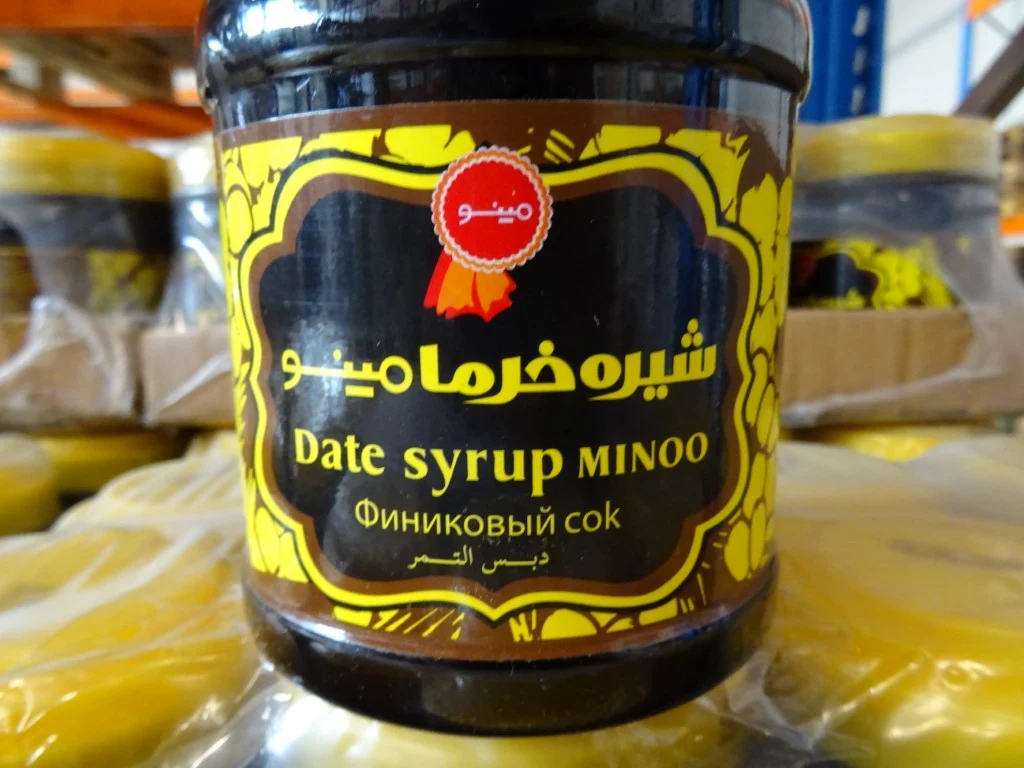 مینو
شیره خرما مینو
Date syrup MINOO
Финиковый сок
دبس التمر